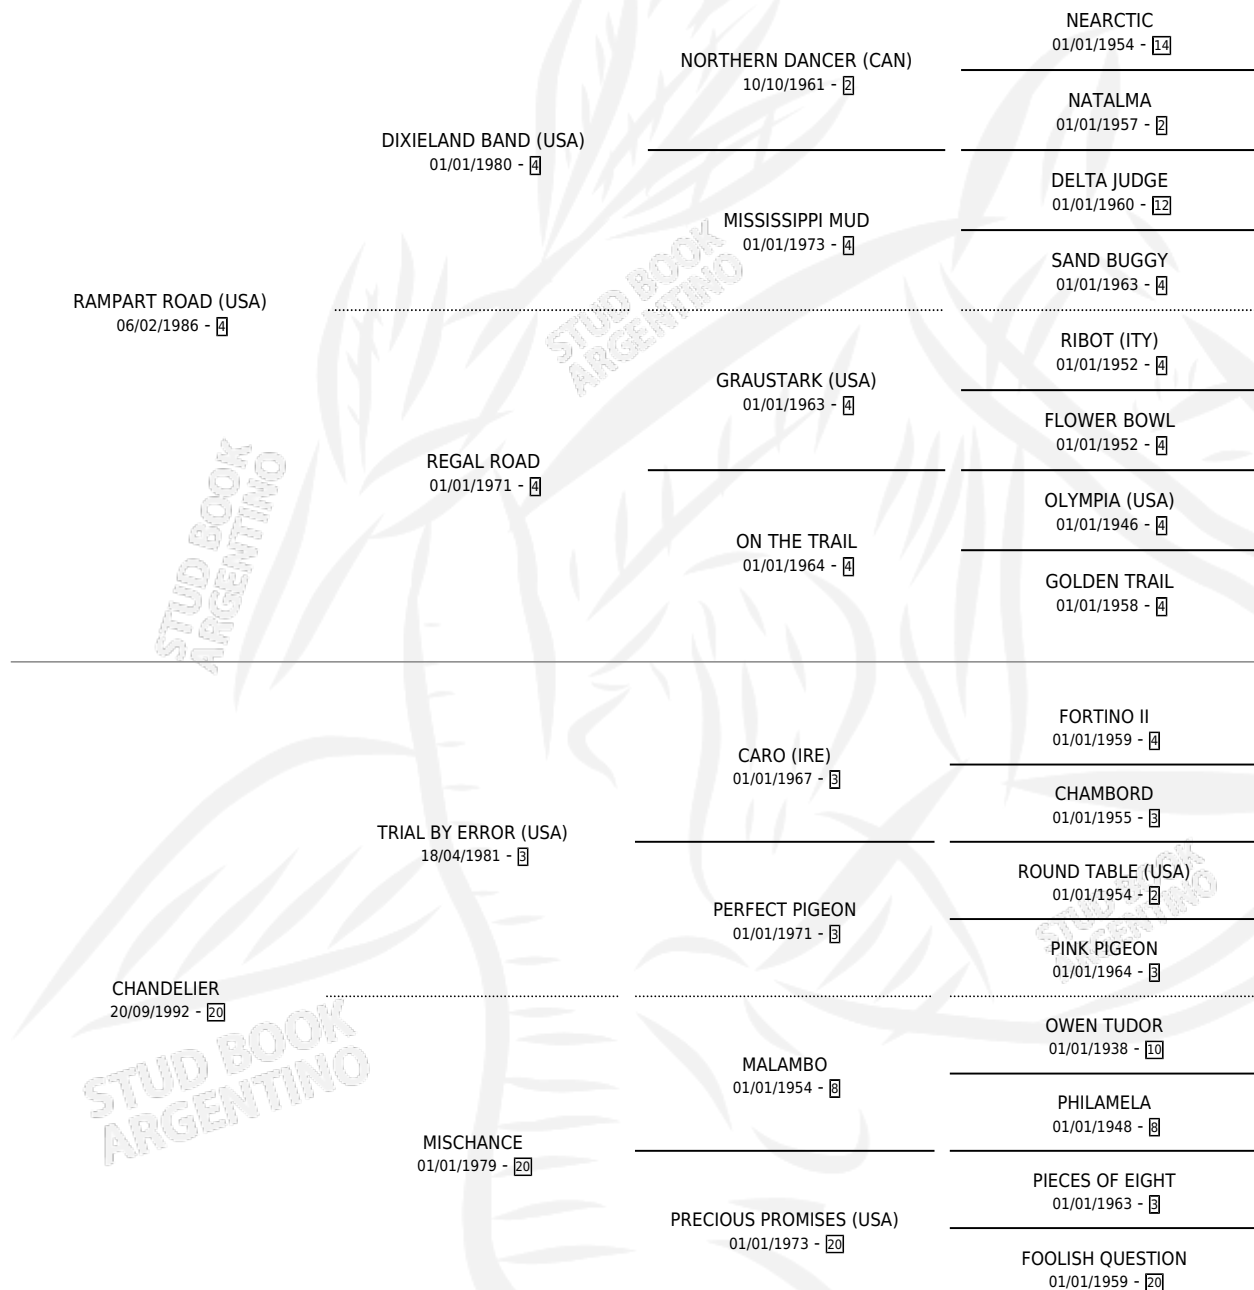 NEARCTIC
01/01/1954 - 14
NORTHERN DANCER (CAN)
10/10/1961 - 2
NATALMA
01/01/1957 - 2
DIXIELAND BAND (USA)
01/01/1980 - 4
DELTA JUDGE
01/01/1960 - 12
MISSISSIPPI MUD
01/01/1973 - 4
SAND BUGGY
01/01/1963 - 4
RAMPART ROAD (USA)
06/02/1986 - 4
RIBOT (ITY)
01/01/1952 - 4
GRAUSTARK (USA)
01/01/1963 - 4
FLOWER BOWL
01/01/1952 - 4
REGAL ROAD
01/01/1971 - 4
OLYMPIA (USA)
01/01/1946 - 4
ON THE TRAIL
01/01/1964 - 4
GOLDEN TRAIL
01/01/1958 - 4
FORTINO II
01/01/1959 - 4
CARO (IRE)
01/01/1967 - 3
CHAMBORD
01/01/1955 - 3
TRIAL BY ERROR (USA)
18/04/1981 - 3
ROUND TABLE (USA)
01/01/1954 - 2
PERFECT PIGEON
01/01/1971 - 3
PINK PIGEON
01/01/1964 - 3
CHANDELIER
20/09/1992 - 20
OWEN TUDOR
01/01/1938 - 10
MALAMBO
01/01/1954 - 8
PHILAMELA
01/01/1948 - 8
MISCHANCE
01/01/1979 - 20
PIECES OF EIGHT
01/01/1963 - 3
PRECIOUS PROMISES (USA)
01/01/1973 - 20
FOOLISH QUESTION
01/01/1959 - 20
STUD BOOK
ARGENTINO
STUD BOOK
ARGENTINO
STUD BOOK
ARGENTINO
STUD BOOK
ARGENTINO